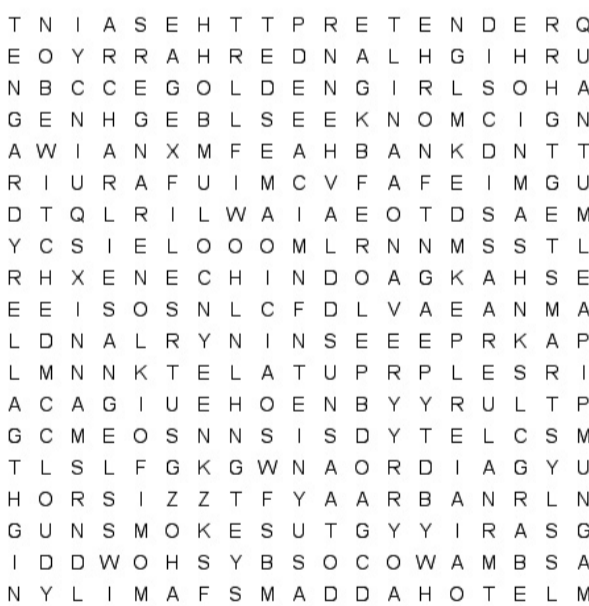 T N I A S E H T T P R E T E N D E R Q
E O Y R R A H R E D N A L H G I H R U
N B C C E G O L D E N G I R L S O H A
G E N H G E B L S E E K N O M C I G N
A W I A N X M F E A H B A N K D N T T
R I U R A F U I M C V F A F E I M G U
D T Q L R I L W A I A E O T D S A E M
Y C S I E L O O O M L R N N M S S T L
R H X E N E C H I N D O A G K A H S E
E E I S O S N L C F D L V A E A N M A
L D N A L R Y N I N S E E E P R K A P
L M N N K T E L A T U P R P L E S R I
A C A G I U E H O E N B Y Y R U L T P
G C M E O S N N S I S D Y T E L C S M
T L S L F G K G W N A O R D I A G Y U
H O R S I Z Z T F Y A A R B A N R L N
G U N S M O K E S U T G Y Y I R A S G
I D D W O H S Y B S O C O W A M B S A
N Y L I M A F S M A D D A H O T E L M